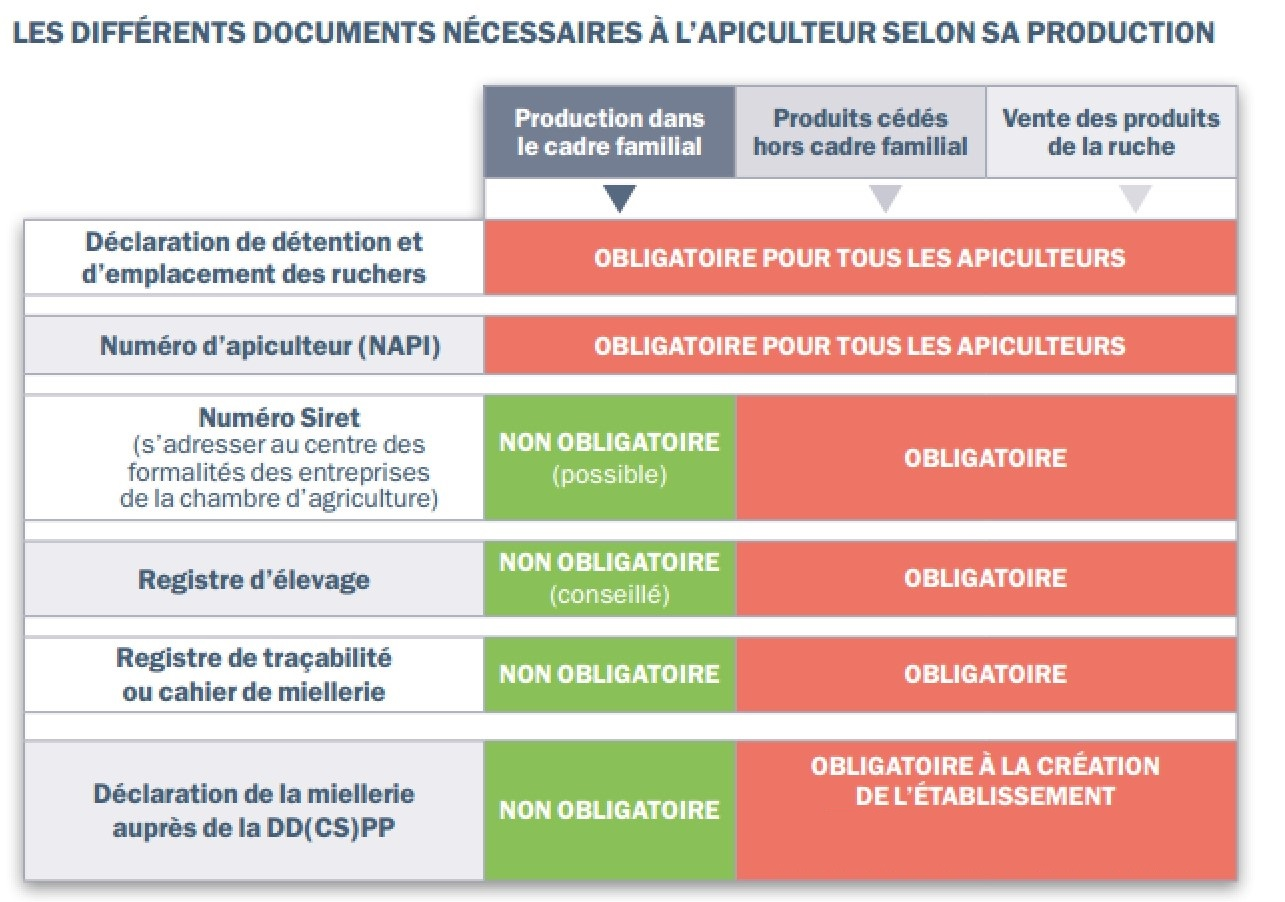 LES DIFFÉRENTS DOCUMENTS NÉCESSAIRES À L'APICULTEUR SELON SA PRODUCTION
Production dans
le cadre familial
Produits cédés
hors cadre familial
Vente des produits
de la ruche
Déclaration de détention et
d'emplacement des ruchers
OBLIGATOIRE POUR TOUS LES APICULTEURS
Numéro d'apiculteur (NAPI)
OBLIGATOIRE POUR TOUS LES APICULTEURS
Numéro Siret
(s'adresser au centre des
formalités des entreprises
de la chambre d'agriculture)
NON OBLIGATOIRE
(possible)
OBLIGATOIRE
Registre d'élevage
NON OBLIGATOIRE
(conseillé)
OBLIGATOIRE
Registre de traçabilité
ou cahier de miellerie
NON OBLIGATOIRE
OBLIGATOIRE
Déclaration de la miellerie
auprès de la DD(CS)PP
NON OBLIGATOIRE
OBLIGATOIRE À LA CRÉATION
DE L'ÉTABLISSEMENT